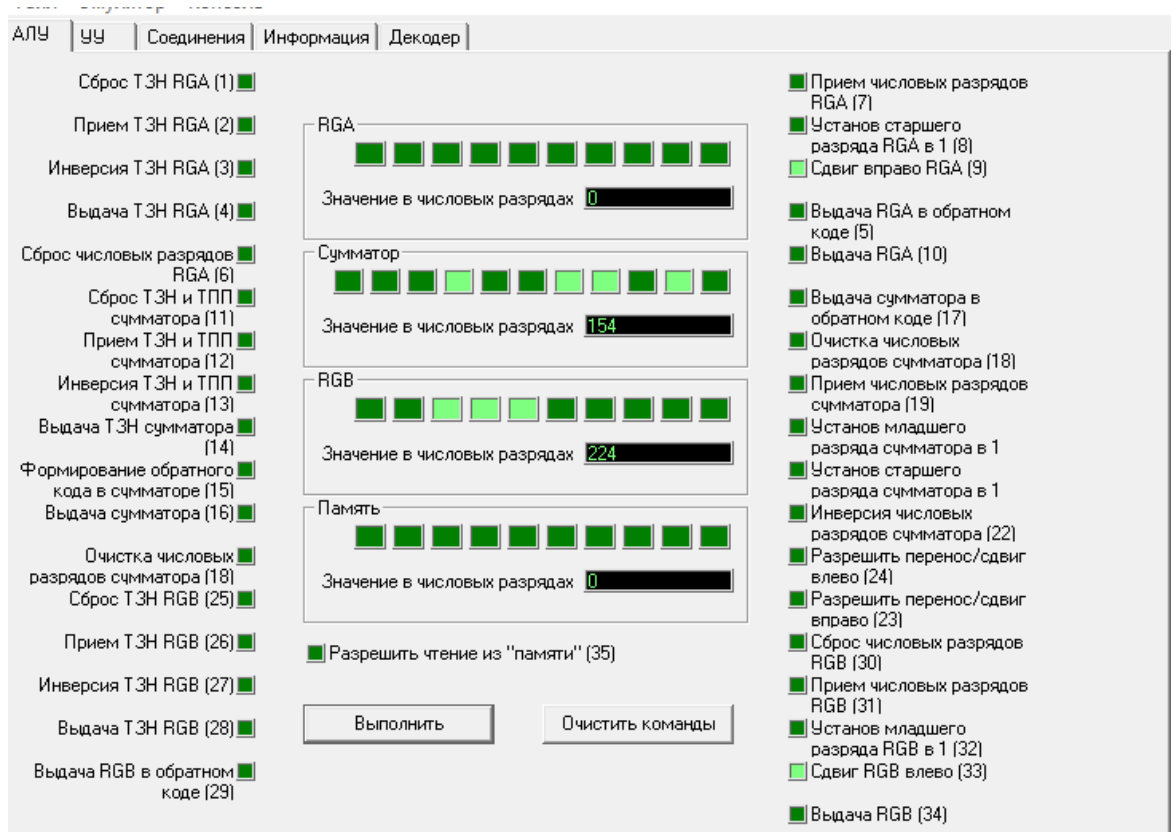 АЛУ УУ Соединения Информация Декодер
Сброс ТЗН RGA (1)
Прием ТЗН RGA (2)
Инверсия ТЗН RGA (3)
Выдача ТЗН RGA (4)
Сброс числовых разрядов
RGA (6)
Сброс ТЗН и ТПП
сумматора (11)
Прием ТЗН и ТПП
сумматора (12)
Инверсия ТЗН и ТПП
сумматора (13)
Выдача ТЗН сумматора
(14)
Формирование обратного
кода в сумматоре (15)
Выдача сумматора (16)
Очистка числовых
разрядов сумматора (18)
Сброс ТЗН RGB (25)
Прием ТЗН RGB (26)
Инверсия ТЗН RGB (27)
Выдача ТЗН RGB (28)
Выдача RGB в обратном
коде (29)
RGA
Значение в числовых разрядах 0
Сумматор
Значение в числовых разрядах 154
RGB
Значение в числовых разрядах 224
Память
Значение в числовых разрядах 0
Разрешить чтение из "памяти" (35)
Выполнить Очистить команды
Прием числовых разрядов
RGA (7)
Установ старшего
разряда RGA в 1 (8)
Сдвиг вправо RGA (9)
Выдача RGA в обратном
коде (5)
Выдача RGA (10)
Выдача сумматора в
обратном коде (17)
Очистка числовых
разрядов сумматора (18)
Прием числовых разрядов
сумматора (19)
Установ младшего
разряда сумматора в 1
Установ старшего
разряда сумматора в 1
Инверсия числовых
разрядов сумматора (22)
Разрешить перенос/сдвиг
влево (24)
Разрешить перенос/сдвиг
вправо (23)
Сброс числовых разрядов
RGB (30)
Прием числовых разрядов
RGB (31)
Установ младшего
разряда RGB в 1 (32)
Сдвиг RGB влево (33)
Выдача RGB (34)